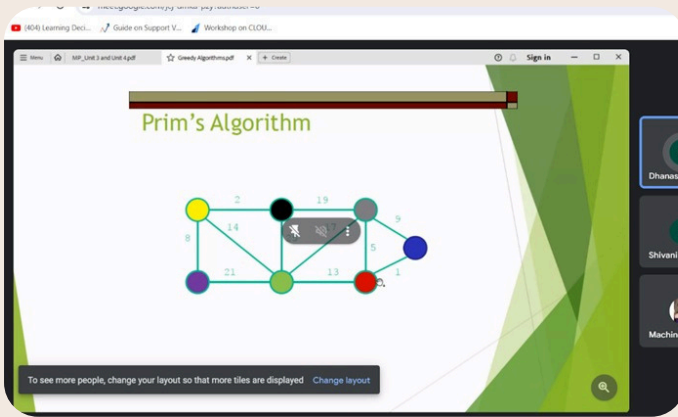 (404) Learning Deci... Guide on Support V... Workshop on CLOU...
Menu MP_Unit 3 and Unit 4.pdf Greedy Algorithms.pdf + Create Sign in
Prim's Algorithm
2 19
14 9
8 5
21 13 1
To see more people, change your layout so that more tiles are displayed Change layout
Dhanas
Shivani
Machin